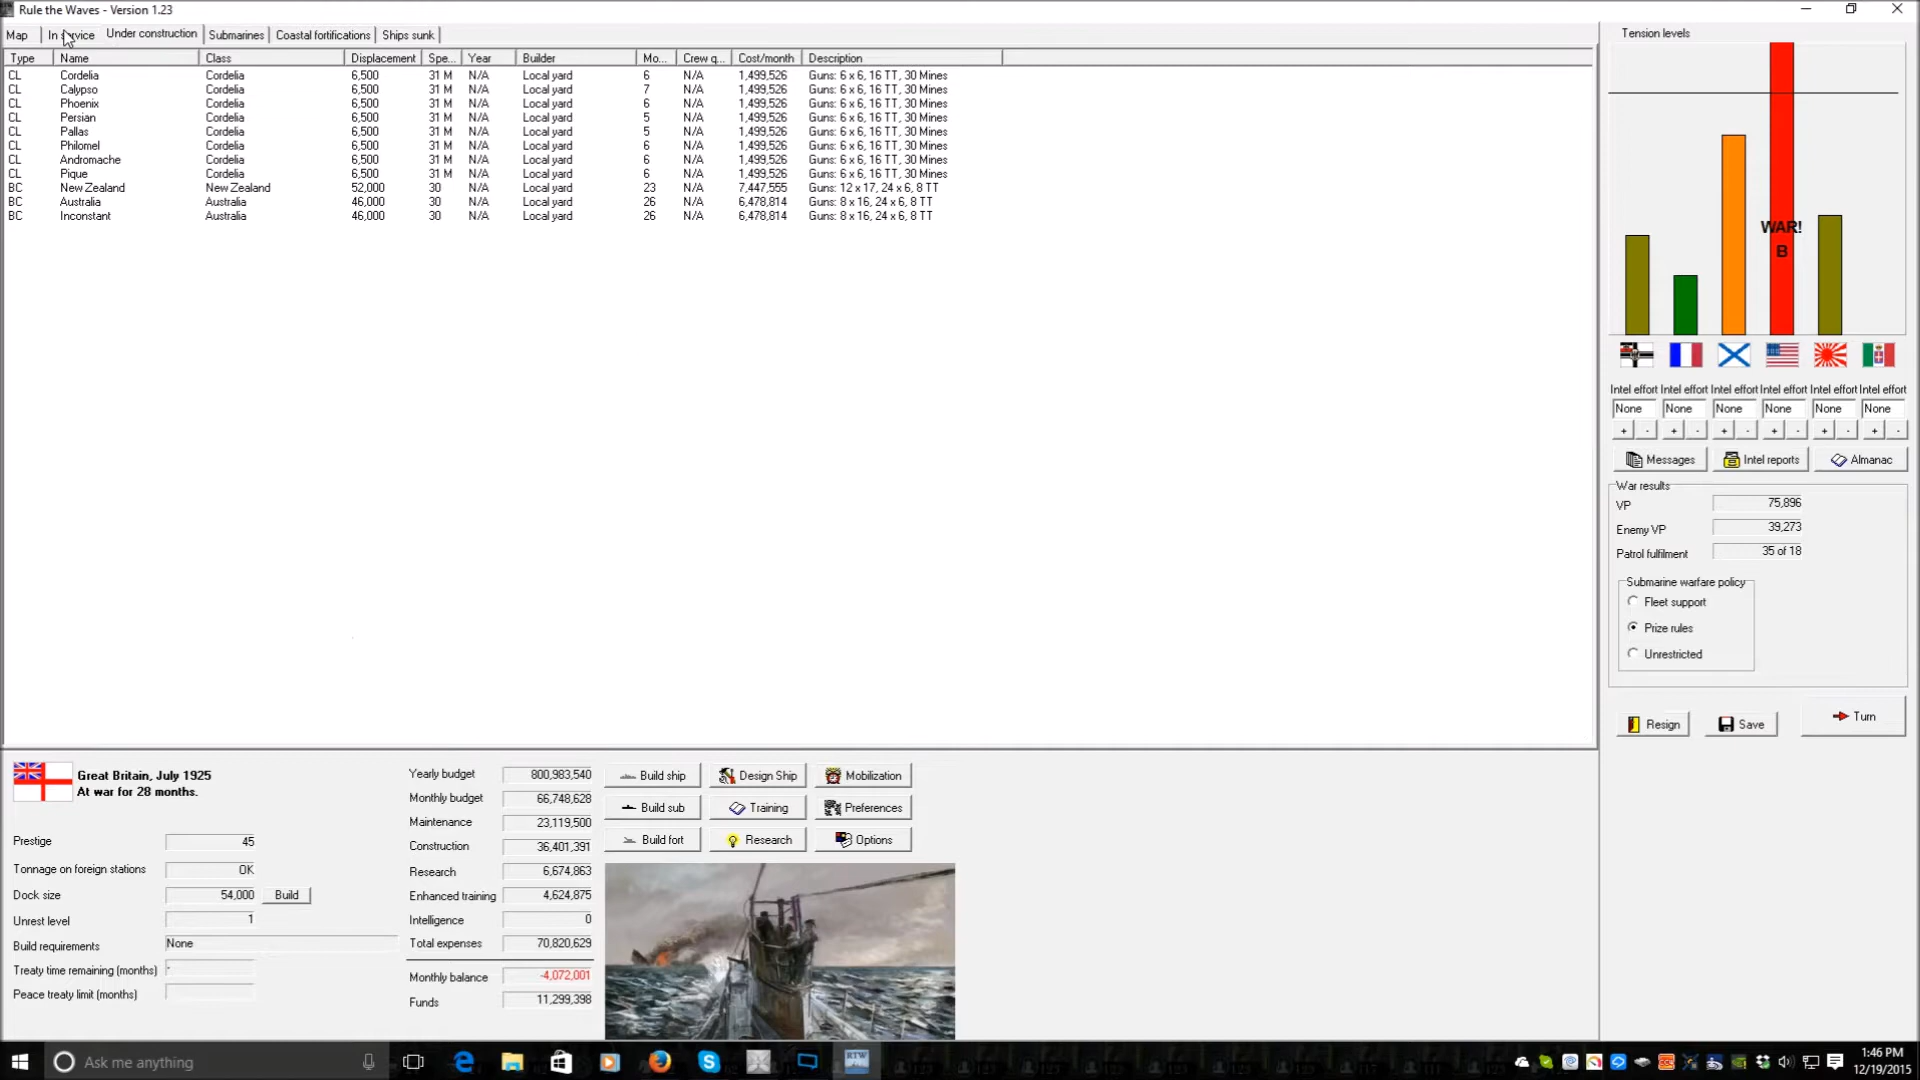 Rule the Waves - Version 1.23
Map In service Under construction Submarines Coastal fortifications Ships sunk
Type Name Class Displacement Spe... Year Builder Mo... Crew q... Cost/month Description
CL Cordelia Cordelia 6,500 31 M N/A Local yard 6 N/A 1,499,526 Guns: 6 x 6, 16 TT, 30 Mines
CL Calypso Cordelia 6,500 31 M N/A Local yard 7 N/A 1,499,526 Guns: 6 x 6, 16 TT, 30 Mines
CL Phoenix Cordelia 6,500 31 M N/A Local yard 6 N/A 1,499,526 Guns: 6 x 6, 16 TT, 30 Mines
CL Persian Cordelia 6,500 31 M N/A Local yard 5 N/A 1,499,526 Guns: 6 x 6, 16 TT, 30 Mines
CL Pallas Cordelia 6,500 31 M N/A Local yard 5 N/A 1,499,526 Guns: 6 x 6, 16 TT, 30 Mines
CL Philomel Cordelia 6,500 31 M N/A Local yard 6 N/A 1,499,526 Guns: 6 x 6, 16 TT, 30 Mines
CL Andromache Cordelia 6,500 31 M N/A Local yard 6 N/A 1,499,526 Guns: 6 x 6, 16 TT, 30 Mines
CL Pique Cordelia 6,500 31 M N/A Local yard 6 N/A 1,499,526 Guns: 6 x 6, 16 TT, 30 Mines
BC New Zealand New Zealand 52,000 30 N/A Local yard 23 N/A 7,447,555 Guns: 12 x 17, 24 x 6, 8 TT
BC Australia Australia 46,000 30 N/A Local yard 26 N/A 6,478,814 Guns: 8 x 16, 24 x 6, 8 TT
BC Inconstant Australia 46,000 30 N/A Local yard 26 N/A 6,478,814 Guns: 8 x 16, 24 x 6, 8 TT
Tension levels
WAR!
B
Intel effort Intel effort Intel effort Intel effort Intel effort Intel effort
None None None None None None
+ - + - + - + - + - + -
Messages Intel reports Almanac
War results
VP 75,896
Enemy VP 39,273
Patrol fulfilment 35 of 18
Submarine warfare policy
Fleet support
Prize rules
Unrestricted
Resign Save Turn
Great Britain, July 1925
At war for 28 months.
Prestige 45
Tonnage on foreign stations OK
Dock size 54,000 Build
Unrest level 1
Build requirements None
Treaty time remaining (months) -
Peace treaty limit (months)
Yearly budget 800,983,540
Monthly budget 66,748,628
Maintenance 23,119,500
Construction 36,401,391
Research 6,674,863
Enhanced training 4,624,875
Intelligence 0
Total expenses 70,820,629
Monthly balance -4,072,001
Funds 11,299,398
Build ship Design Ship Mobilization
Build sub Training Preferences
Build fort Research Options
Ask me anything
RTW
1:46 PM
12/19/2015